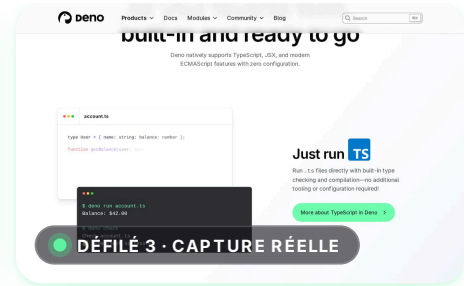 DENO Products Docs Modules Community Blog Search
built-in and ready to go
Deno natively supports TypeScript, JSX, and modern
ECMAScript features with zero configuration.
account.ts
type User = { name: string; balance: number };
function getBalance(user:
Just run TS
Run .ts files directly with built-in type
checking and compilation—no additional
tooling or configuration required!
$ deno run account.ts
Balance: $42.00
More about TypeScript in Deno
DÉFILÉ 3 · CAPTURE RÉELLE